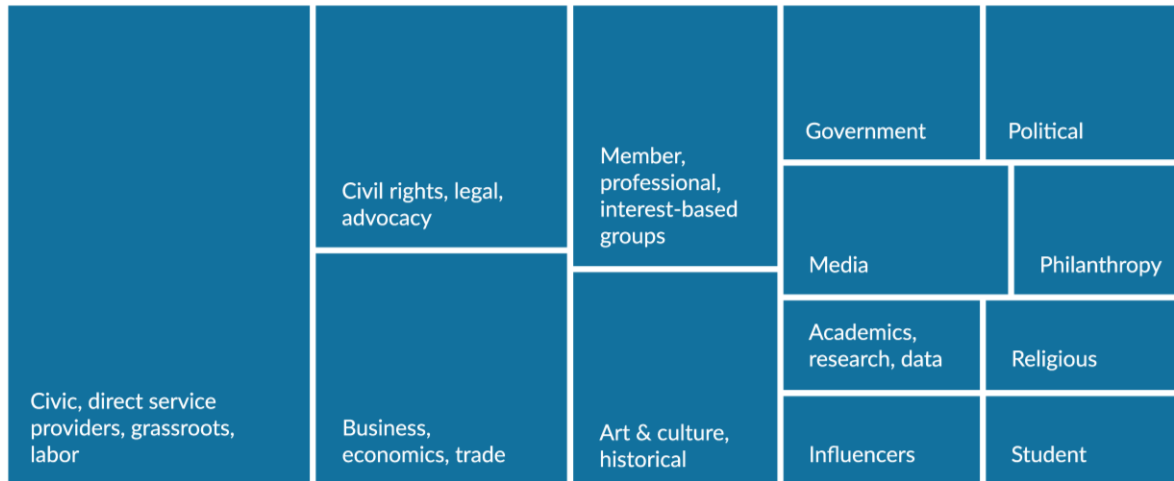 Civic, direct service
providers, grassroots,
labor
Civil rights, legal,
advocacy
Business,
economics, trade
Member,
professional,
interest-based
groups
Art & culture,
historical
Government
Political
Media
Philanthropy
Academics,
research, data
Religious
Influencers
Student